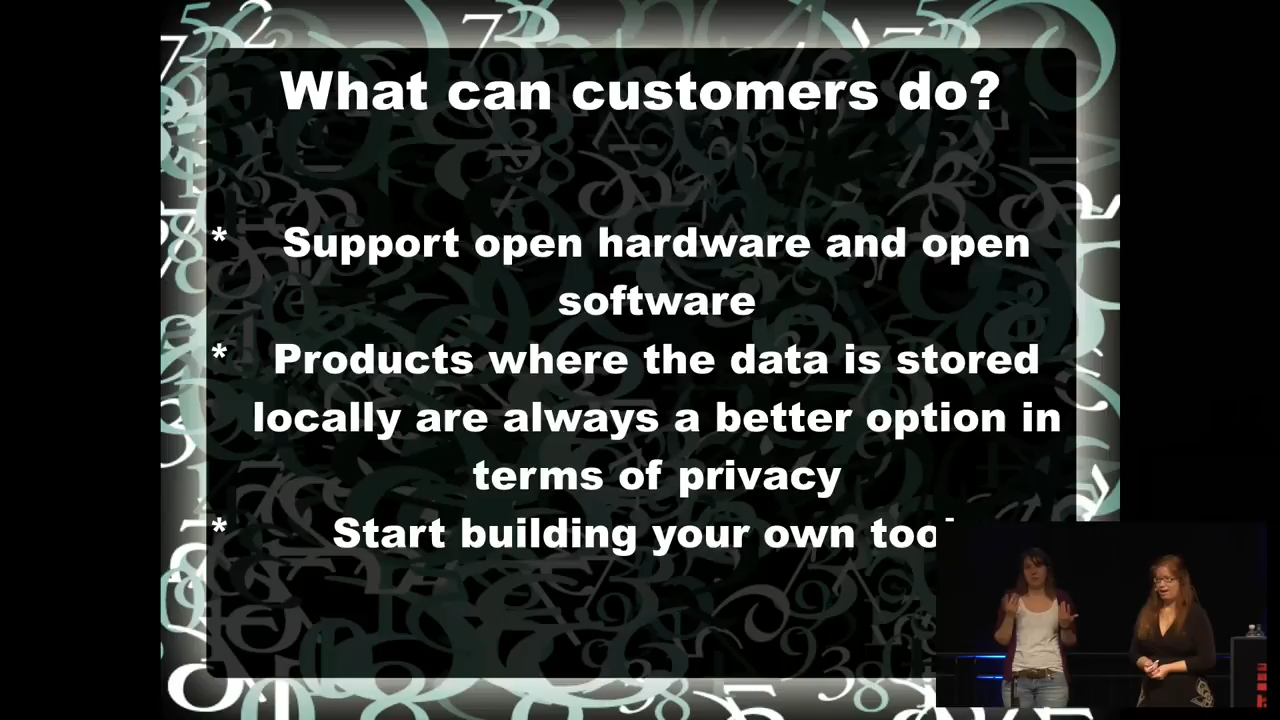 What can customers do?
* Support open hardware and open
software
* Products where the data is stored
locally are always a better option in
terms of privacy
* Start building your own